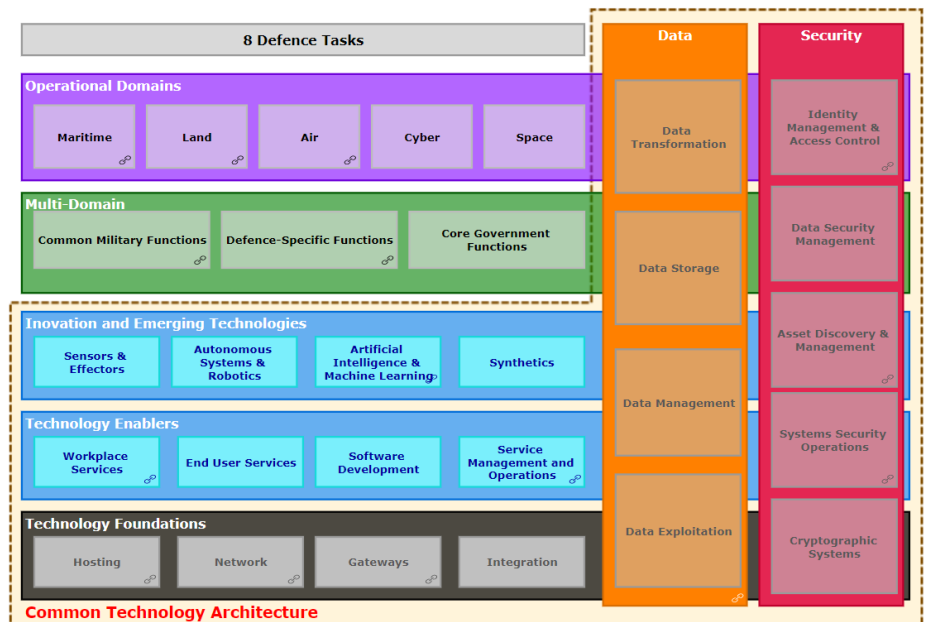 8 Defence Tasks
Data
Security
Operational Domains
Maritime
Land
Air
Cyber
Space
Multi-Domain
Common Military Functions
Defence-Specific Functions
Core Government
Functions
Inovation and Emerging Technologies
Sensors &
Effectors
Autonomous
Systems &
Robotics
Artificial
Intelligence &
Machine Learning
Synthetics
Technology Enablers
Workplace
Services
End User Services
Software
Development
Service
Management and
Operations
Technology Foundations
Hosting
Network
Gateways
Integration
Common Technology Architecture
Data
Transformation
Data Storage
Data Management
Data Exploitation
Identity
Management &
Access Control
Data Security
Management
Asset Discovery &
Management
Systems Security
Operations
Cryptographic
Systems